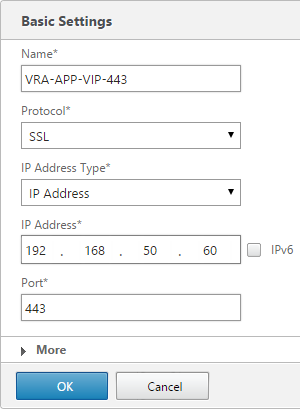 Basic Settings
Name*
VRA-APP-VIP-443
Protocol*
SSL
IP Address Type*
IP Address
IP Address*
192 . 168 . 50 . 60 IPv6
Port*
443
More
OK Cancel